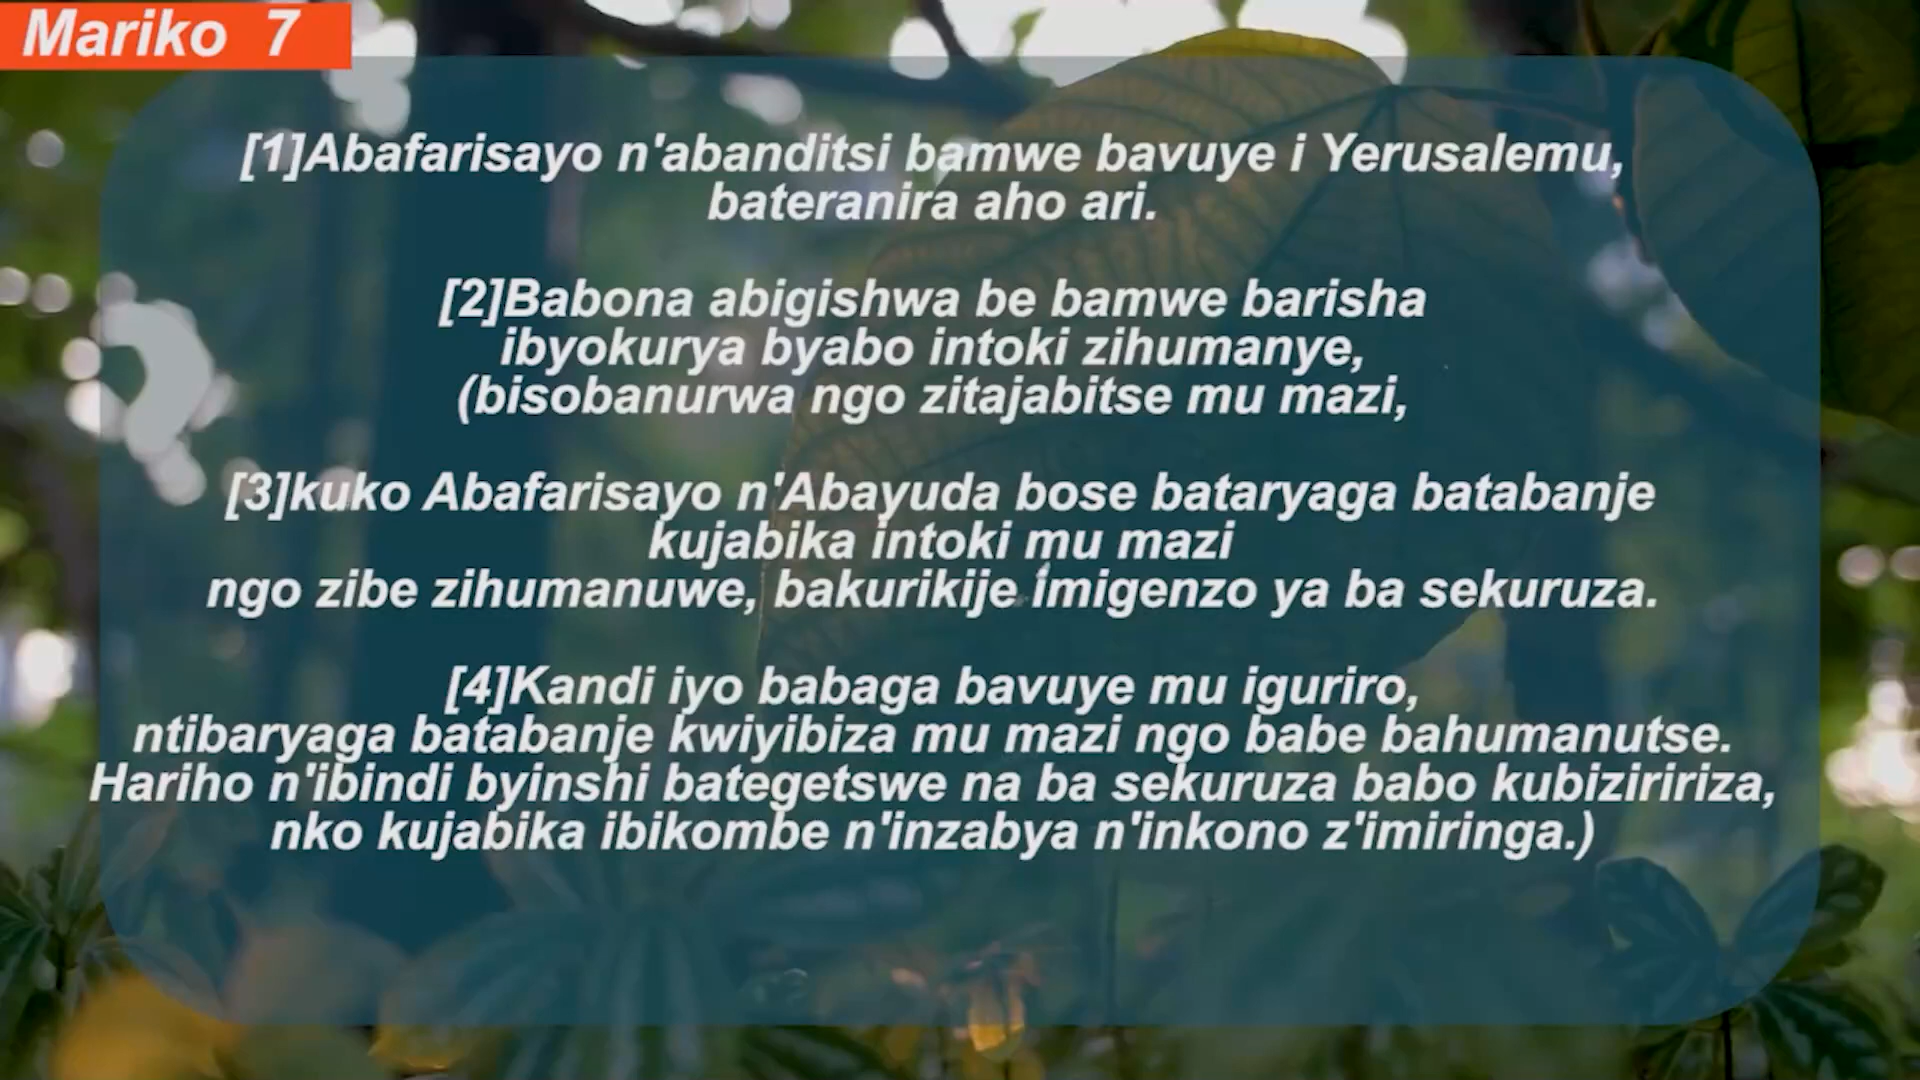 Mariko 7
[1]Abafarisayo n'abanditsi bamwe bavuye i Yerusalemu,
bateranira aho ari.
[2]Babona abigishwa be bamwe barisha
ibyokurya byabo intoki zihumanye,
(bisobanurwa ngo zitajabitse mu mazi,
[3]kuko Abafarisayo n'Abayuda bose bataryaga batabanje
kujabika intoki mu mazi
ngo zibe zihumanuwe, bakurikije imigenzo ya ba sekuruza.
[4]Kandi iyo babaga bavuye mu iguriro,
ntibaryaga batabanje kwiyibiza mu mazi ngo babe bahumanutse.
Hariho n'ibindi byinshi bategetswe na ba sekuruza babo kubiziririza,
nko kujabika ibikombe n'inzabya n'inkono z'imiringa.)